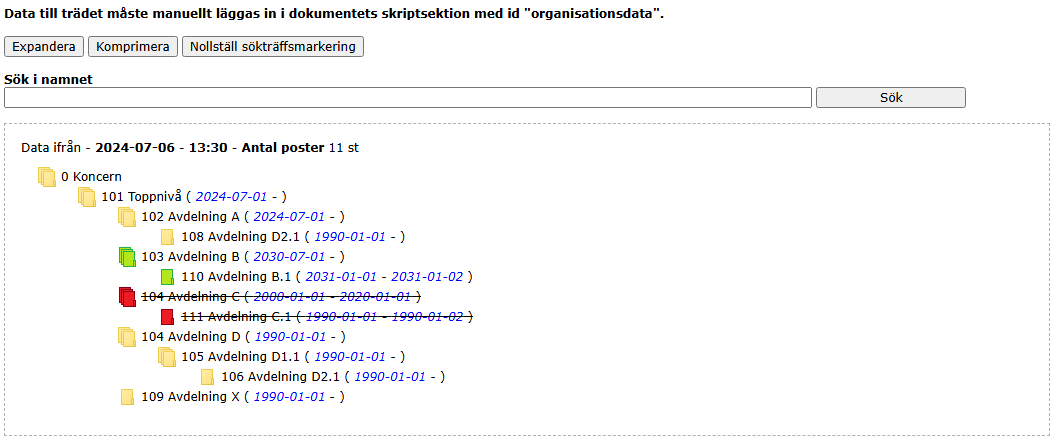 Data till trädet måste manuellt läggas in i dokumentets skriptsektion med id "organisationsdata".
Expandera Komprimera Nollställ sökträffsmarkering
Sök i namnet
Sök
Data ifrån - 2024-07-06 - 13:30 - Antal poster 11 st
0 Koncern
101 Toppnivå ( 2024-07-01 - )
102 Avdelning A ( 2024-07-01 - )
108 Avdelning D2.1 ( 1990-01-01 - )
103 Avdelning B ( 2030-07-01 - )
110 Avdelning B.1 ( 2031-01-01 - 2031-01-02 )
104 Avdelning C ( 2000-01-01 - 2020-01-01 )
111 Avdelning C.1 ( 1990-01-01 - 1990-01-02 )
104 Avdelning D ( 1990-01-01 - )
105 Avdelning D1.1 ( 1990-01-01 - )
106 Avdelning D2.1 ( 1990-01-01 - )
109 Avdelning X ( 1990-01-01 - )